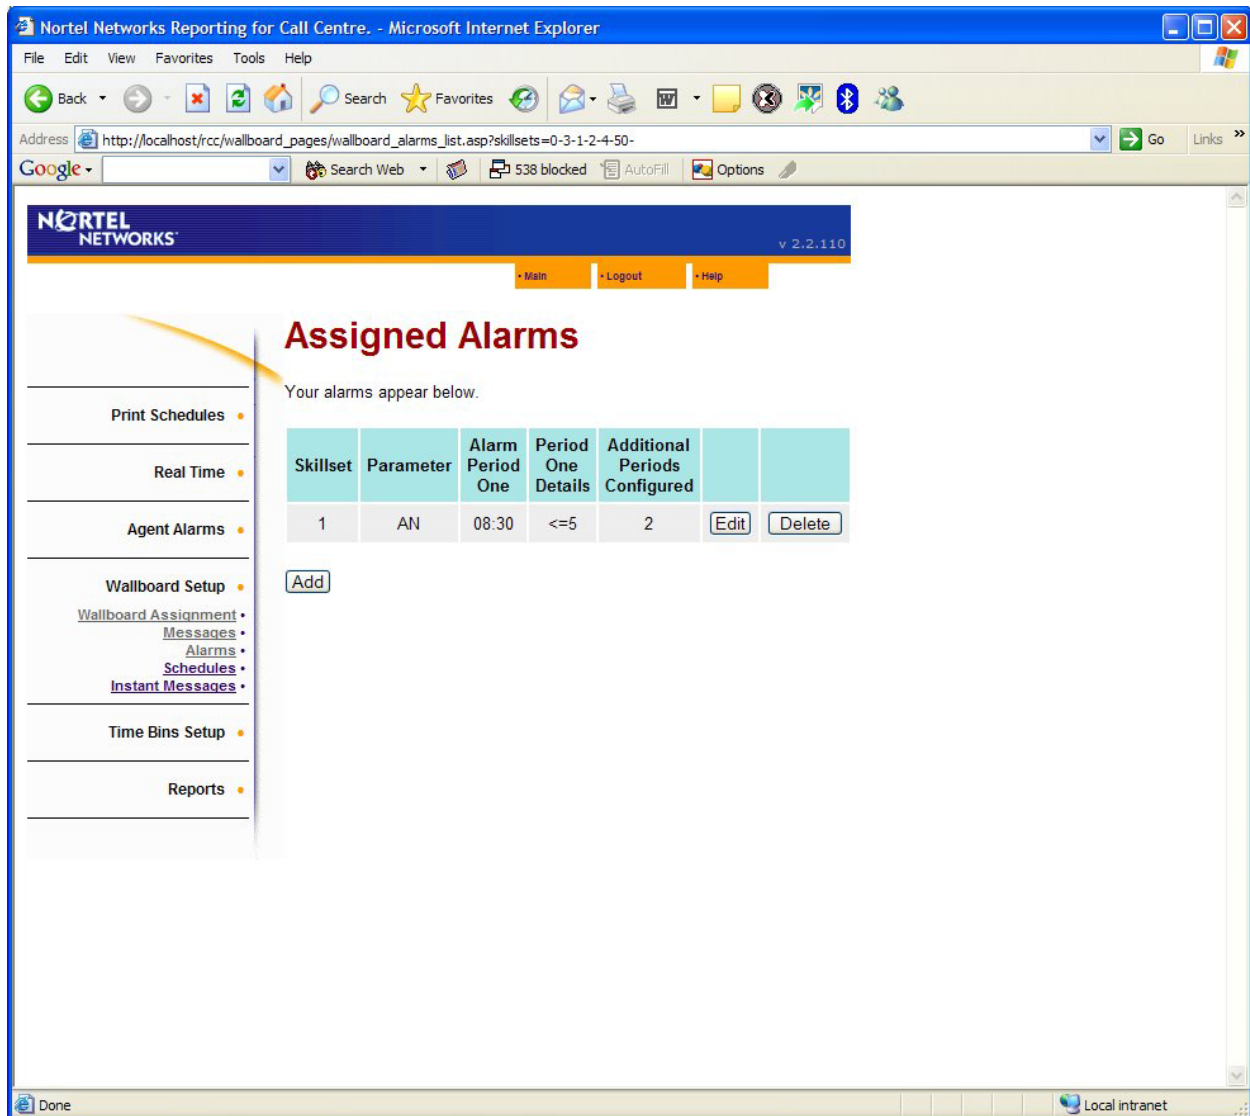 Nortel Networks Reporting for Call Centre. - Microsoft Internet Explorer
File Edit View Favorites Tools Help
Back Search Favorites
Address http://localhost/rcc/wallboard_pages/wallboard_alarms_list.asp?skillsets=0-3-1-2-4-50- Go Links »
Google Search Web 538 blocked AutoFill Options
NORTEL
NETWORKS
v 2.2.110
• Main • Logout • Help
Assigned Alarms
Your alarms appear below.
Print Schedules •
Real Time •
Agent Alarms •
Wallboard Setup •
Wallboard Assignment •
Messages •
Alarms •
Schedules •
Instant Messages •
Time Bins Setup •
Reports •
Skillset Parameter Alarm Period One Period One Details Additional Periods Configured
1 AN 08:30 <=5 2 Edit Delete
Add
Done Local intranet